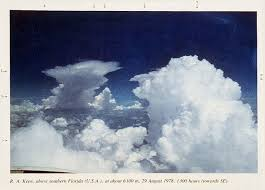 R. A. Keen, above southern Florida (U.S.A.), at about 6100 m, 29 August 1978, 1300 hours (towards SE)